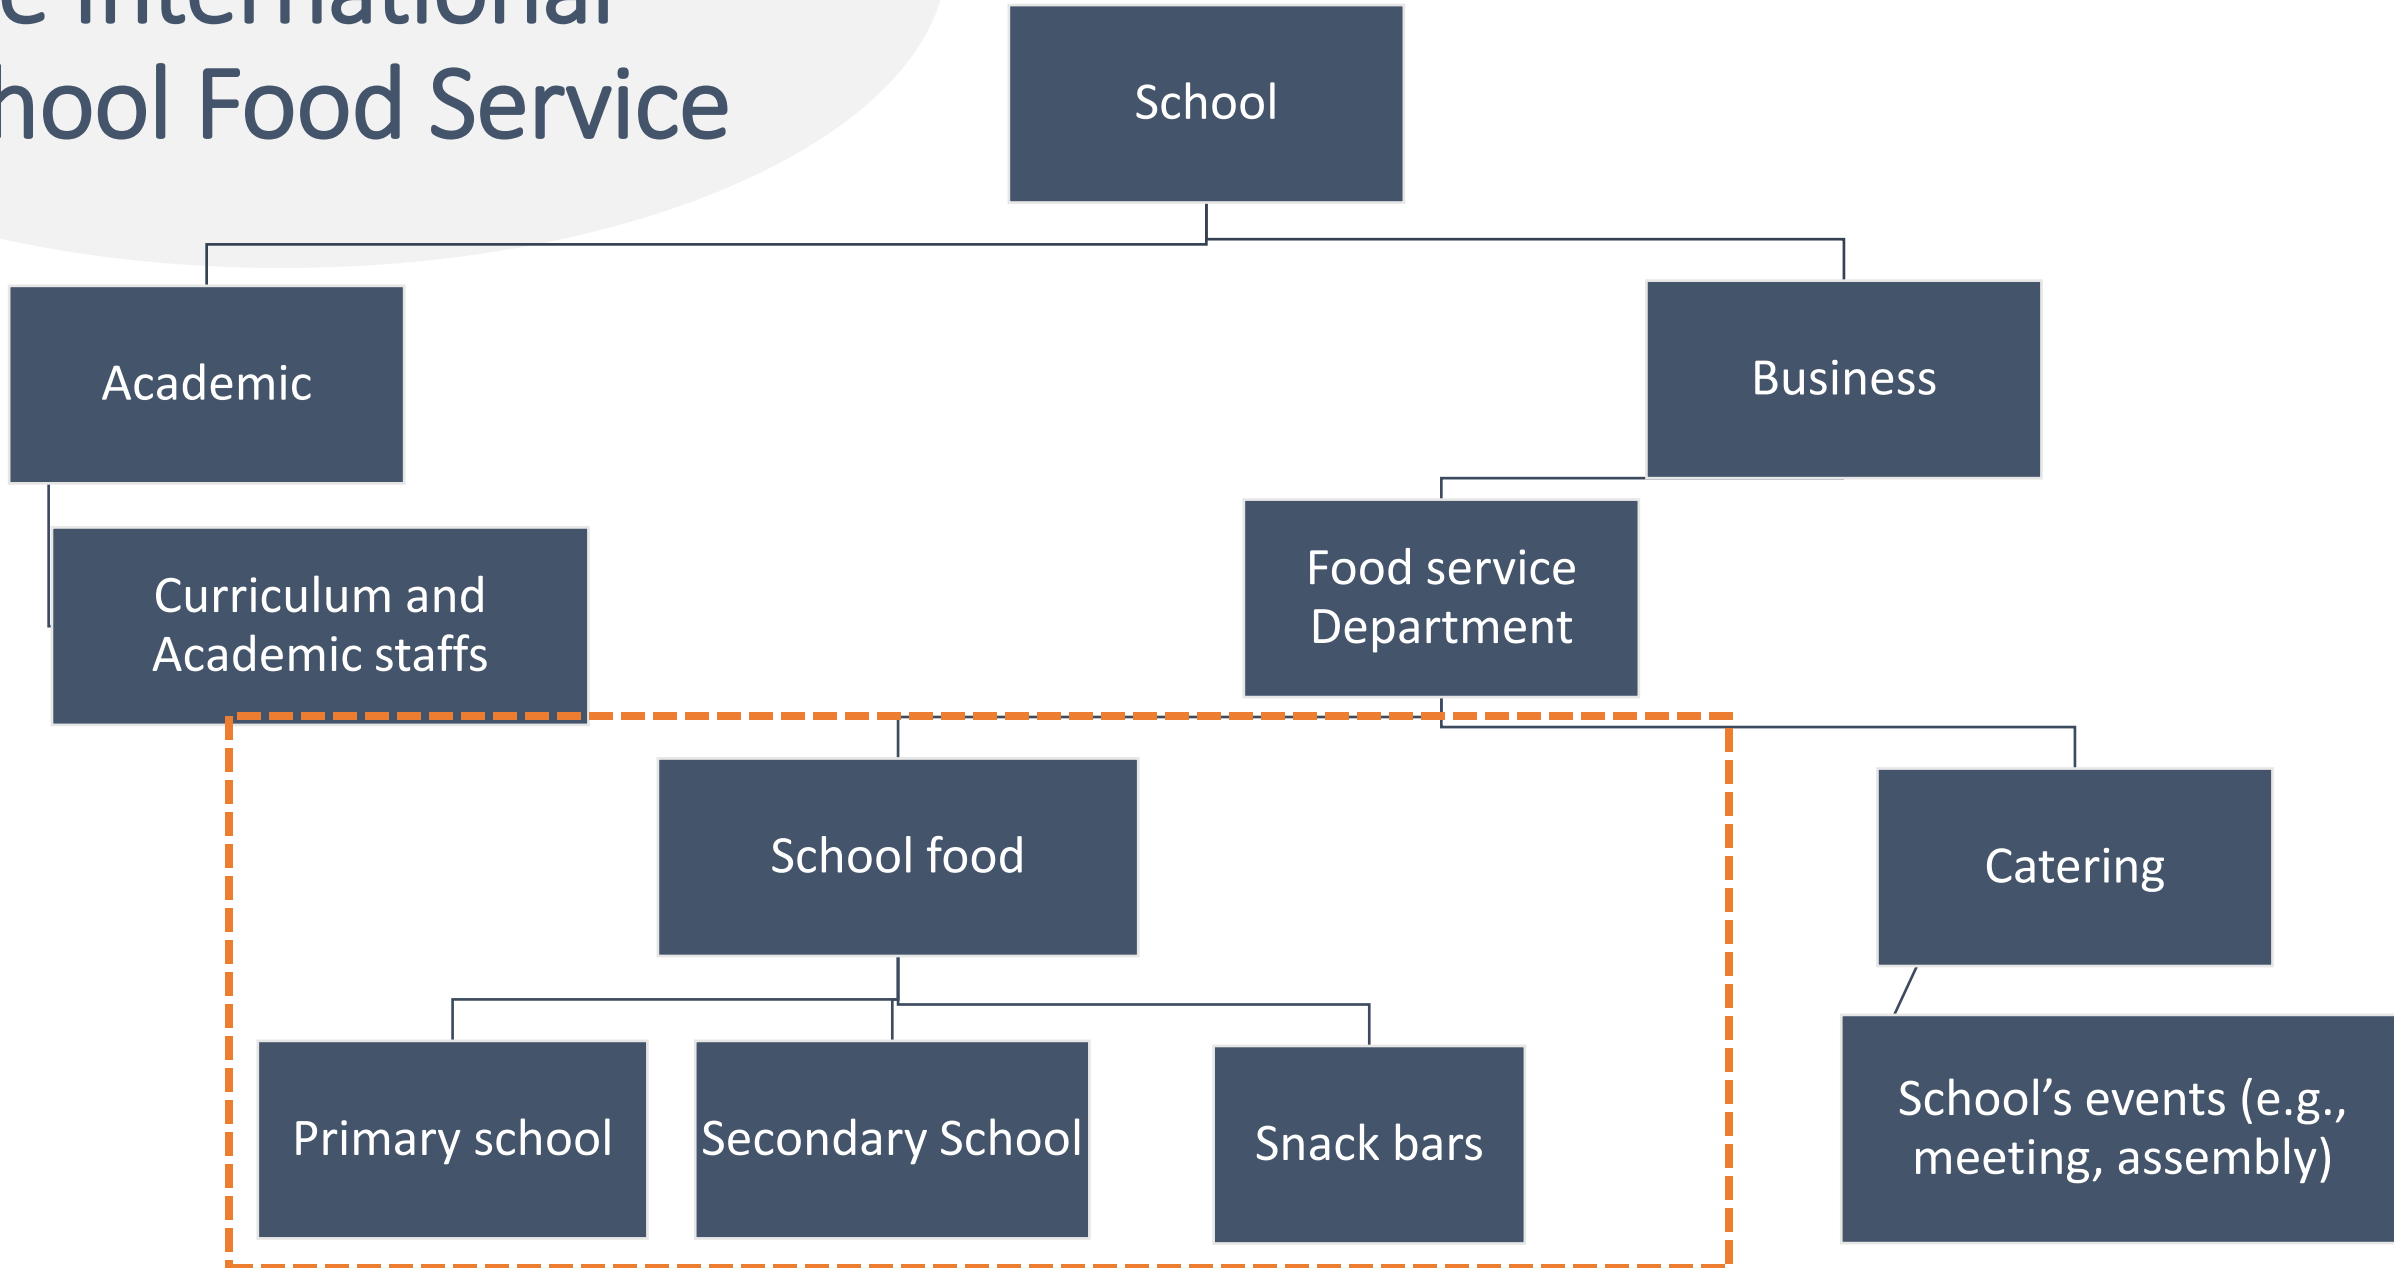 e International
hool Food Service
School
Academic
Business
Curriculum and
Academic staffs
Food service
Department
School food
Catering
Primary school
Secondary School
Snack bars
School’s events (e.g.,
meeting, assembly)